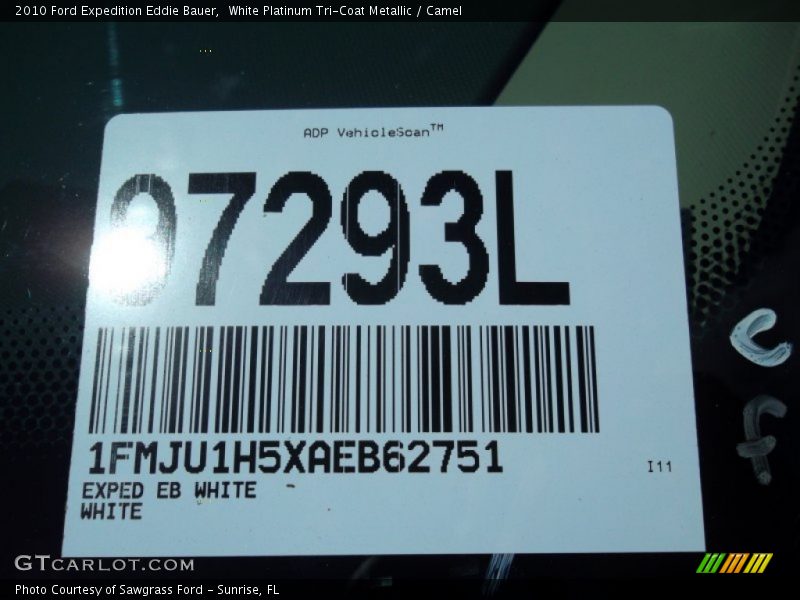 2010 Ford Expedition Eddie Bauer,  White Platinum Tri-Coat Metallic / Camel
ADP VehicleScan™
97293L
1FMJU1H5XAEB62751
I11
EXPED EB WHITE
WHITE
GTCARLOT.COM
Photo Courtesy of Sawgrass Ford - Sunrise, FL